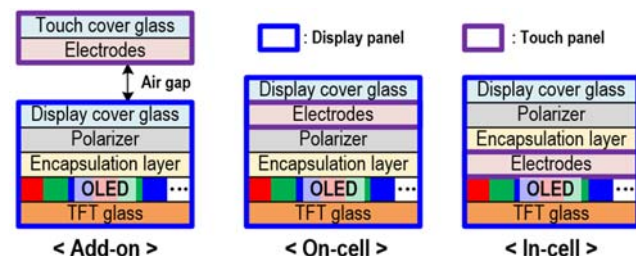 Touch cover glass
Electrodes
Air gap
Display cover glass
Polarizer
Encapsulation layer
OLED ···
TFT glass
< Add-on >
: Display panel
Display cover glass
Electrodes
Polarizer
Encapsulation layer
OLED ···
TFT glass
< On-cell >
: Touch panel
Display cover glass
Polarizer
Encapsulation layer
Electrodes
OLED ···
TFT glass
< In-cell >